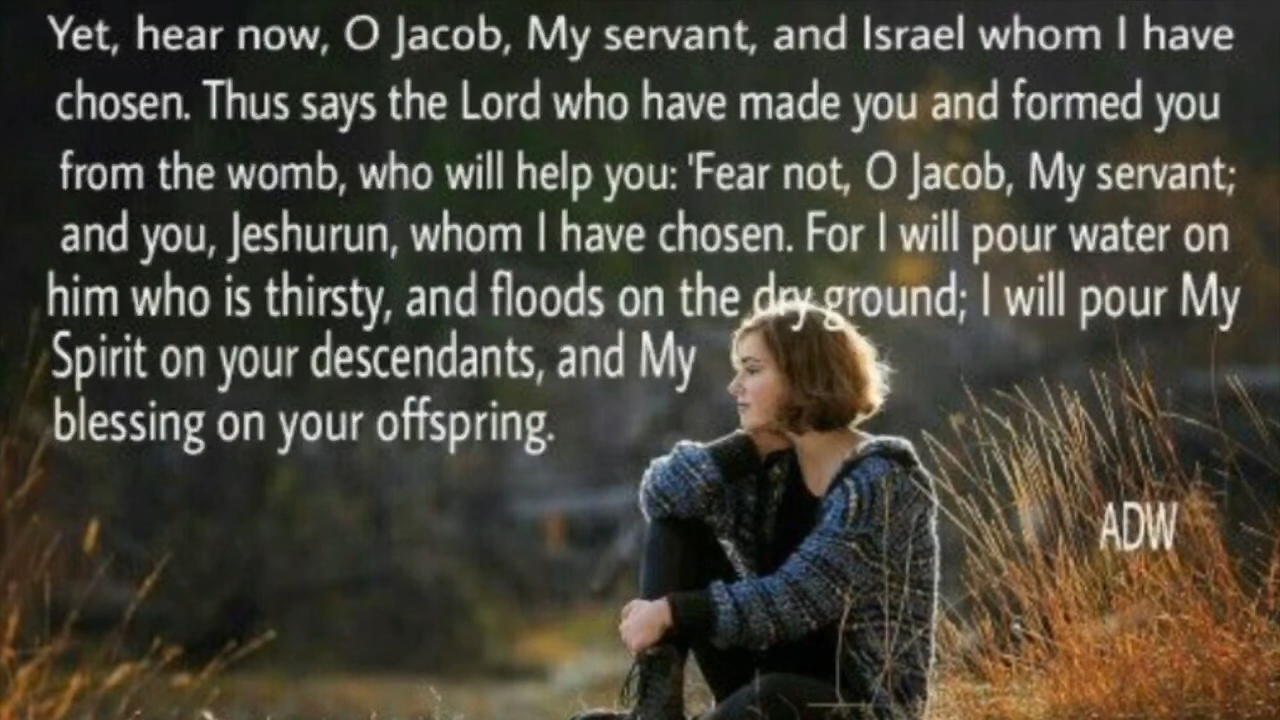 Yet, hear now, O Jacob, My servant, and Israel whom I have
chosen. Thus says the Lord who have made you and formed you
from the womb, who will help you: 'Fear not, O Jacob, My servant;
and you, Jeshurun, whom I have chosen. For I will pour water on
him who is thirsty, and floods on the dry ground; I will pour My
Spirit on your descendants, and My
blessing on your offspring.
ADW